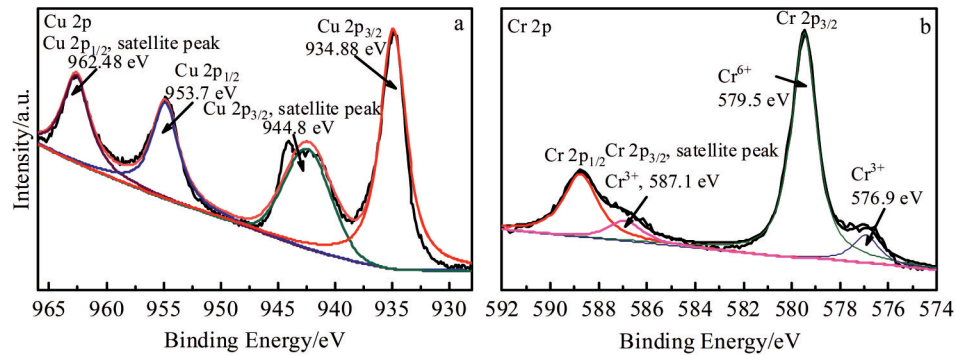 Cu 2p
a
Cu 2p1/2, satellite peak
962.48 eV
Cu 2p1/2
953.7 eV
Cu 2p3/2, satellite peak
944.8 eV
Cu 2p3/2
934.88 eV
Intensity/a.u.
965 960 955 950 945 940 935 930
Binding Energy/eV
Cr 2p
b
Cr 2p3/2
Cr6+
579.5 eV
Cr 2p1/2
Cr 2p3/2, satellite peak
Cr3+, 587.1 eV
Cr3+
576.9 eV
592 590 588 586 584 582 580 578 576 574
Binding Energy/eV